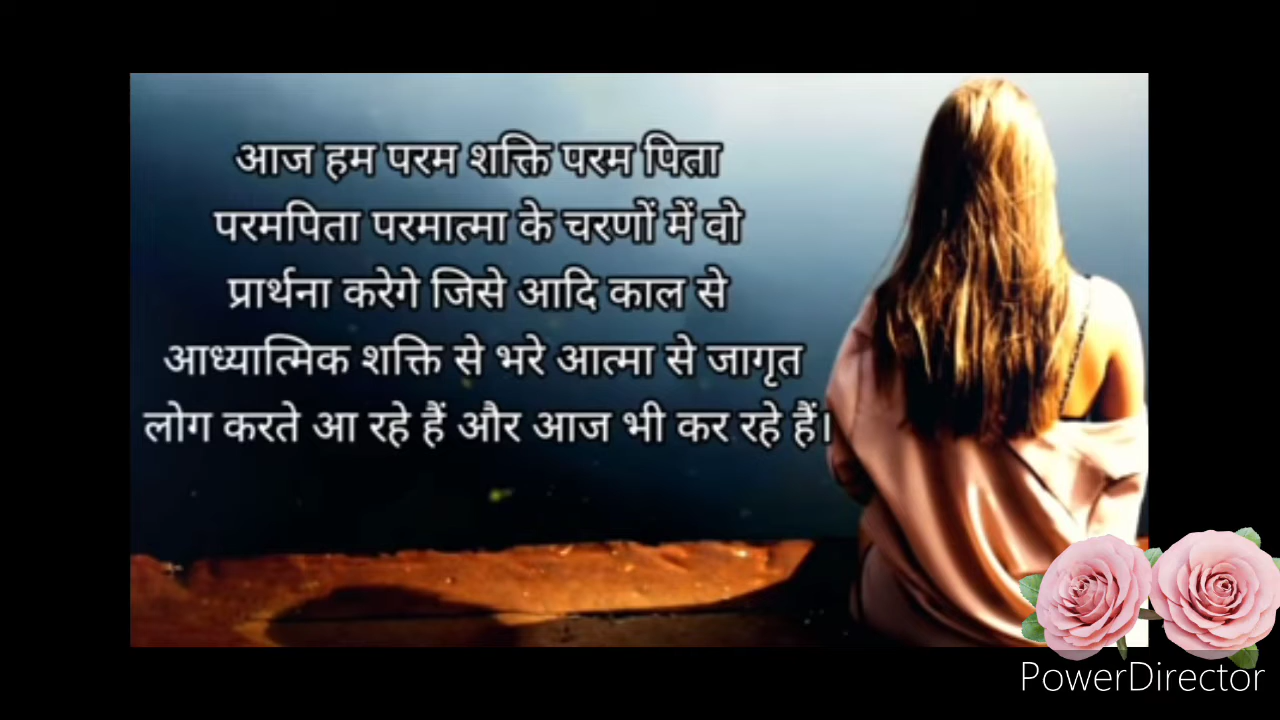 आज हम परम शक्ति परम पिता
परमपिता परमात्मा के चरणों में वो
प्रार्थना करेगे जिसे आदि काल से
आध्यात्मिक शक्ति से भरे आत्मा से जागृत
लोग करते आ रहे हैं और आज भी कर रहे हैं।
PowerDirector